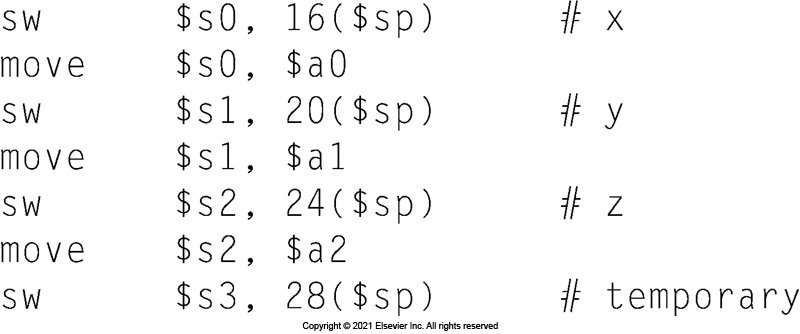 sw $s0, 16($sp) # x
move $s0, $a0
sw $s1, 20($sp) # y
move $s1, $a1
sw $s2, 24($sp) # z
move $s2, $a2
sw $s3, 28($sp) # temporary
Copyright © 2021 Elsevier Inc. All rights reserved